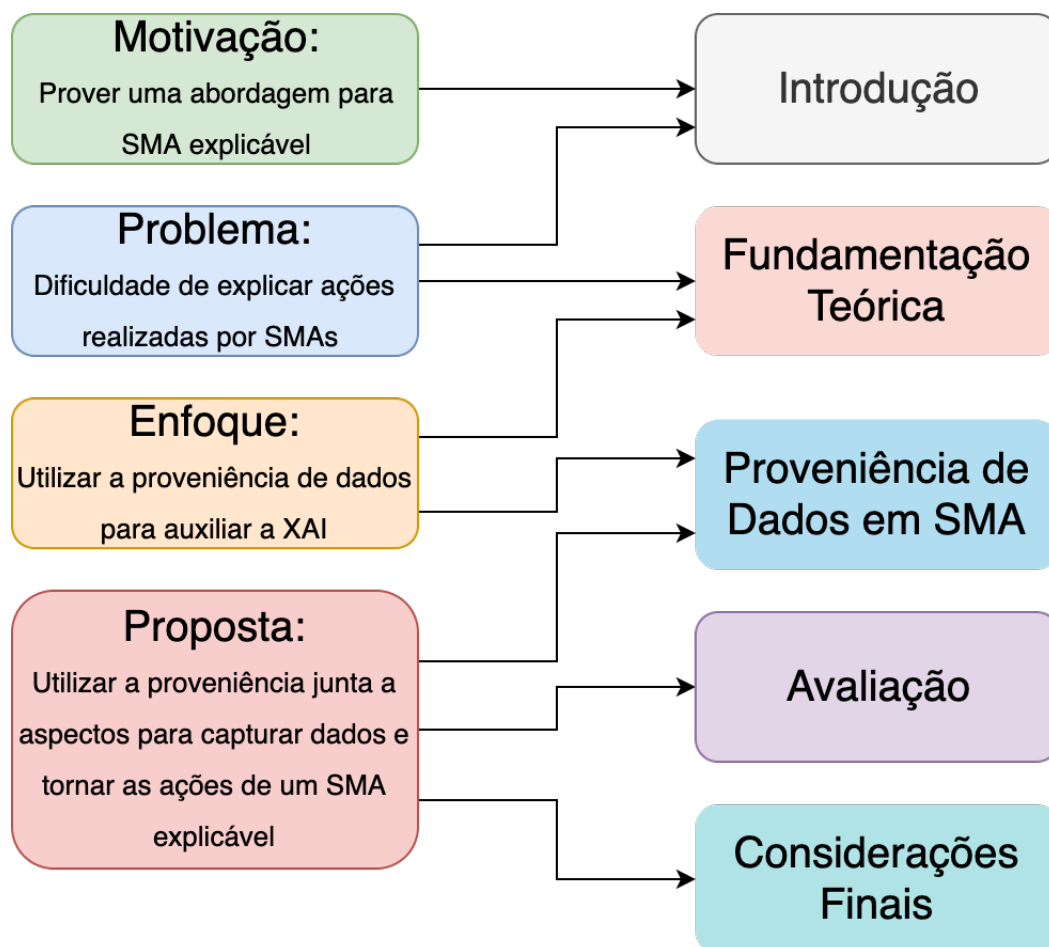 Motivação:
Prover uma abordagem para
SMA explicável
Problema:
Dificuldade de explicar ações
realizadas por SMAs
Enfoque:
Utilizar a proveniência de dados
para auxiliar a XAI
Proposta:
Utilizar a proveniência junta a
aspectos para capturar dados e
tornar as ações de um SMA
explicável
Introdução
Fundamentação
Teórica
Proveniência de
Dados em SMA
Avaliação
Considerações
Finais